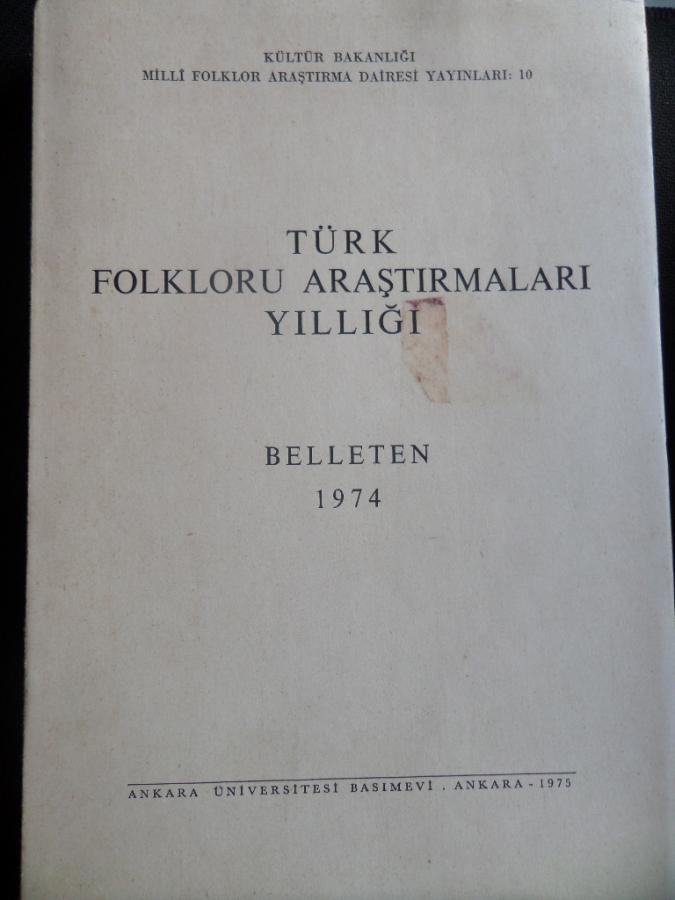 KÜLTÜR BAKANLIĞI
MİLLÎ FOLKLOR ARAŞTIRMA DAİRESİ YAYINLARI: 10
TÜRK
FOLKLORU ARAŞTIRMALARI
YILLIĞI
BELLETEN
1974
ANKARA ÜNİVERSİTESİ BASIMEVİ . ANKARA - 1975